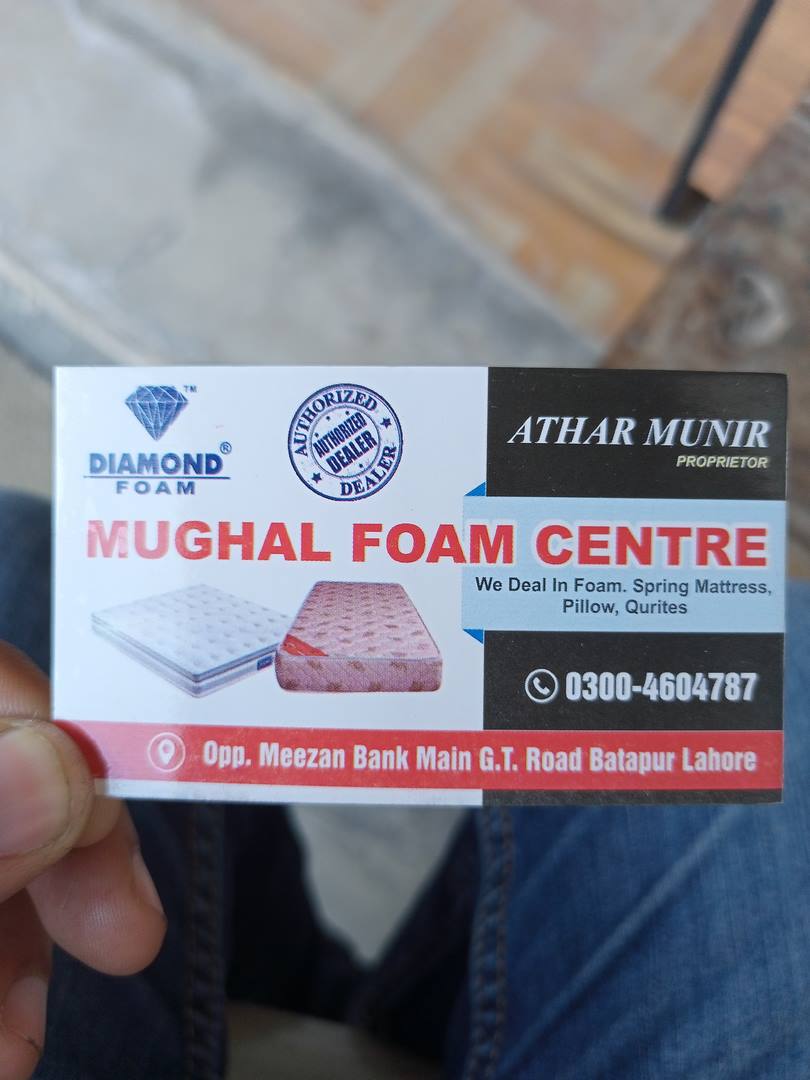 TM
DIAMOND®
FOAM
AUTHORIZED
AUTHORIZED
DEALER
DEALER
ATHAR MUNIR
PROPRIETOR
MUGHAL FOAM CENTRE
We Deal In Foam. Spring Mattress,
Pillow, Qurites
0300-4604787
Opp. Meezan Bank Main G.T. Road Batapur Lahore